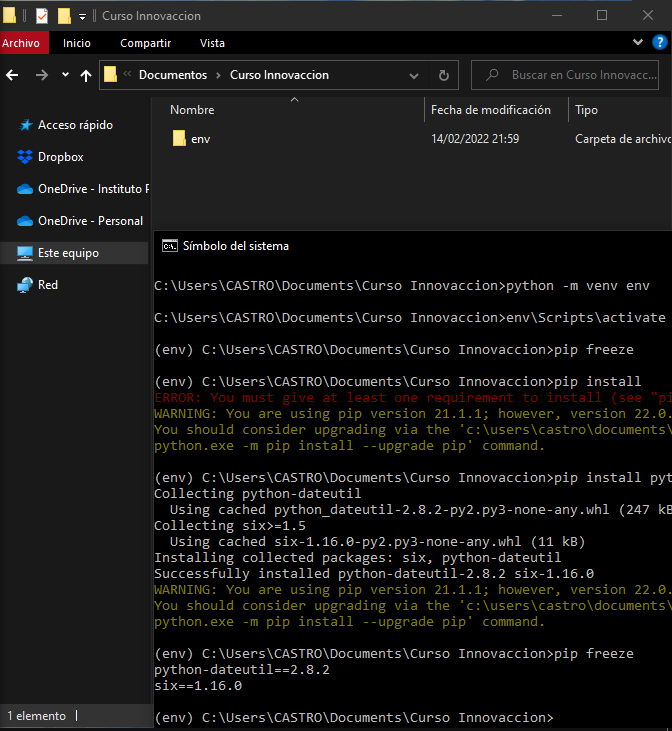 Curso Innovaccion
Archivo Inicio Compartir Vista
Documentos Curso Innovaccion Buscar en Curso Innovacc...
Nombre Fecha de modificación Tipo
Acceso rápido
env 14/02/2022 21:59 Carpeta de archivo
Dropbox
OneDrive - Instituto P
OneDrive - Personal
Este equipo
Red
1 elemento
Símbolo del sistema
C:\Users\CASTRO\Documents\Curso Innovaccion>python -m venv env
C:\Users\CASTRO\Documents\Curso Innovaccion>env\Scripts\activate
(env) C:\Users\CASTRO\Documents\Curso Innovaccion>pip freeze
(env) C:\Users\CASTRO\Documents\Curso Innovaccion>pip install
ERROR: You must give at least one requirement to install (see "pi
WARNING: You are using pip version 21.1.1; however, version 22.0.
You should consider upgrading via the 'c:\users\castro\documents\
python.exe -m pip install --upgrade pip' command.
(env) C:\Users\CASTRO\Documents\Curso Innovaccion>pip install pyt
Collecting python-dateutil
Using cached python_dateutil-2.8.2-py2.py3-none-any.whl (247 kB
Collecting six>=1.5
Using cached six-1.16.0-py2.py3-none-any.whl (11 kB)
Installing collected packages: six, python-dateutil
Successfully installed python-dateutil-2.8.2 six-1.16.0
WARNING: You are using pip version 21.1.1; however, version 22.0.
You should consider upgrading via the 'c:\users\castro\documents\
python.exe -m pip install --upgrade pip' command.
(env) C:\Users\CASTRO\Documents\Curso Innovaccion>pip freeze
python-dateutil==2.8.2
six==1.16.0
(env) C:\Users\CASTRO\Documents\Curso Innovaccion>